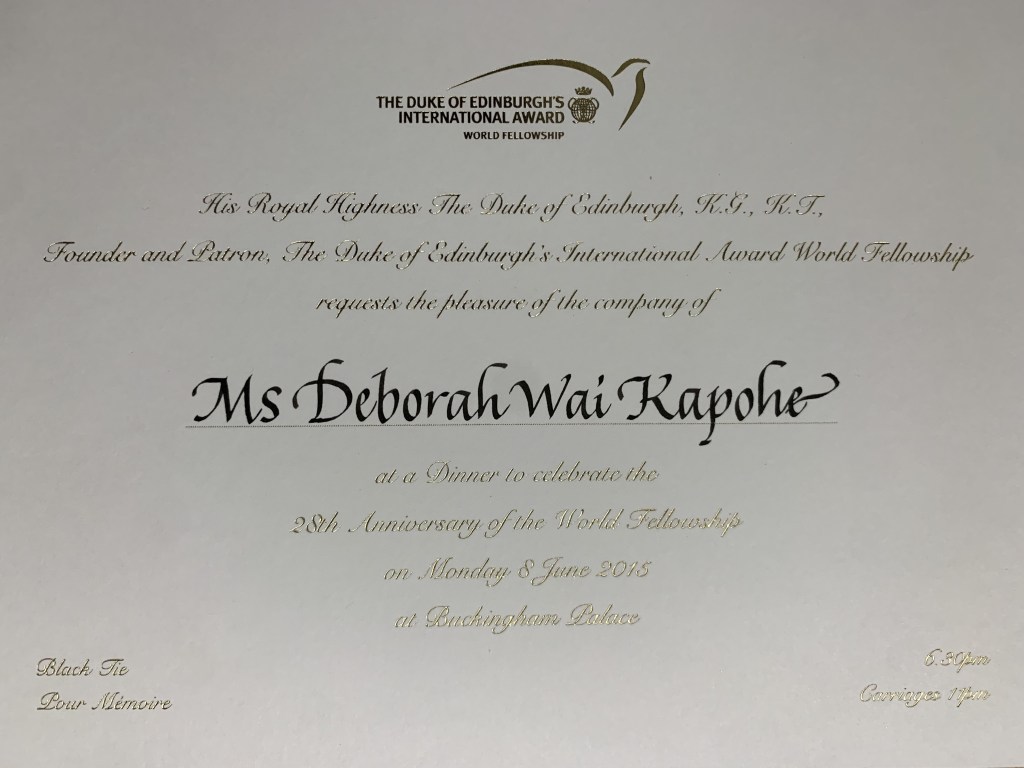 THE DUKE OF EDINBURGH'S
INTERNATIONAL AWARD
WORLD FELLOWSHIP
His Royal Highness The Duke of Edinburgh, K.G., K.T.,
Founder and Patron, The Duke of Edinburgh's International Award World Fellowship
requests the pleasure of the company of
Ms Deborah Wai Kapohe
at a Dinner to celebrate the
28th Anniversary of the World Fellowship
on Monday 8 June 2015
at Buckingham Palace
Black Tie
Pour Mémoire
6.30pm
Carriages 11pm